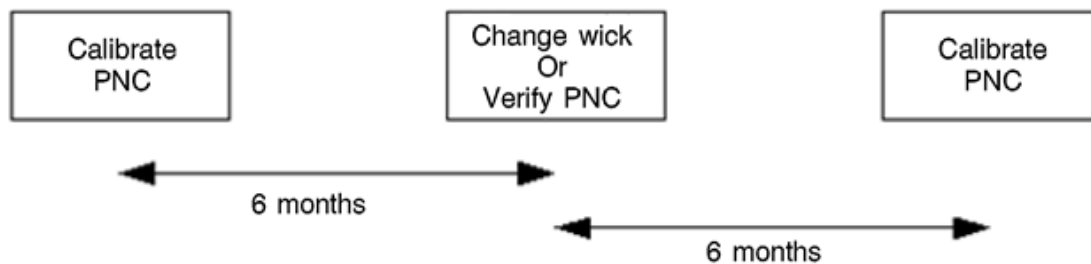 Calibrate
PNC
Change wick
Or
Verify PNC
Calibrate
PNC
6 months
6 months